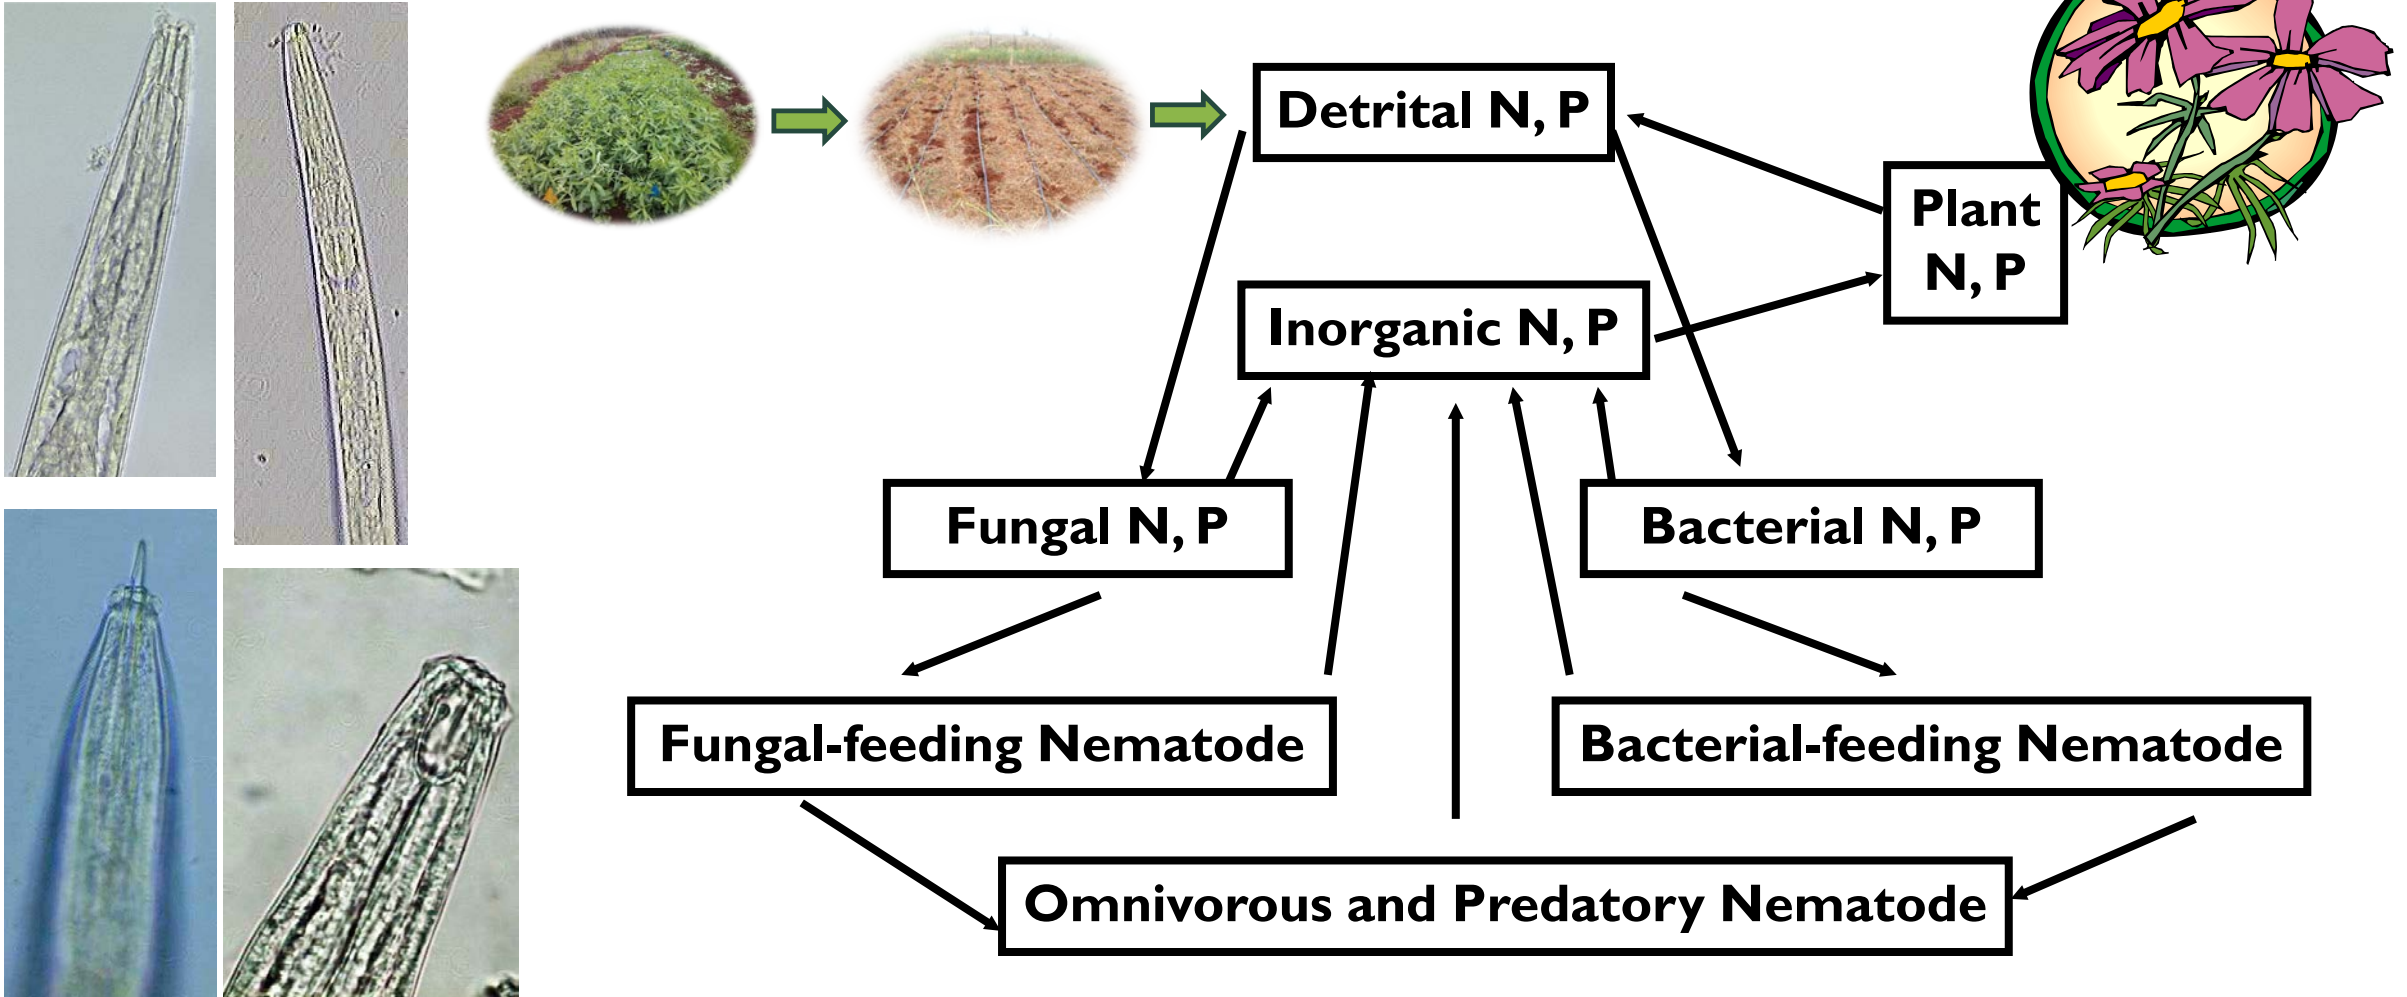 Detrital N, P
Plant
N, P
Inorganic N, P
Fungal N, P
Bacterial N, P
Fungal-feeding Nematode
Bacterial-feeding Nematode
Omnivorous and Predatory Nematode